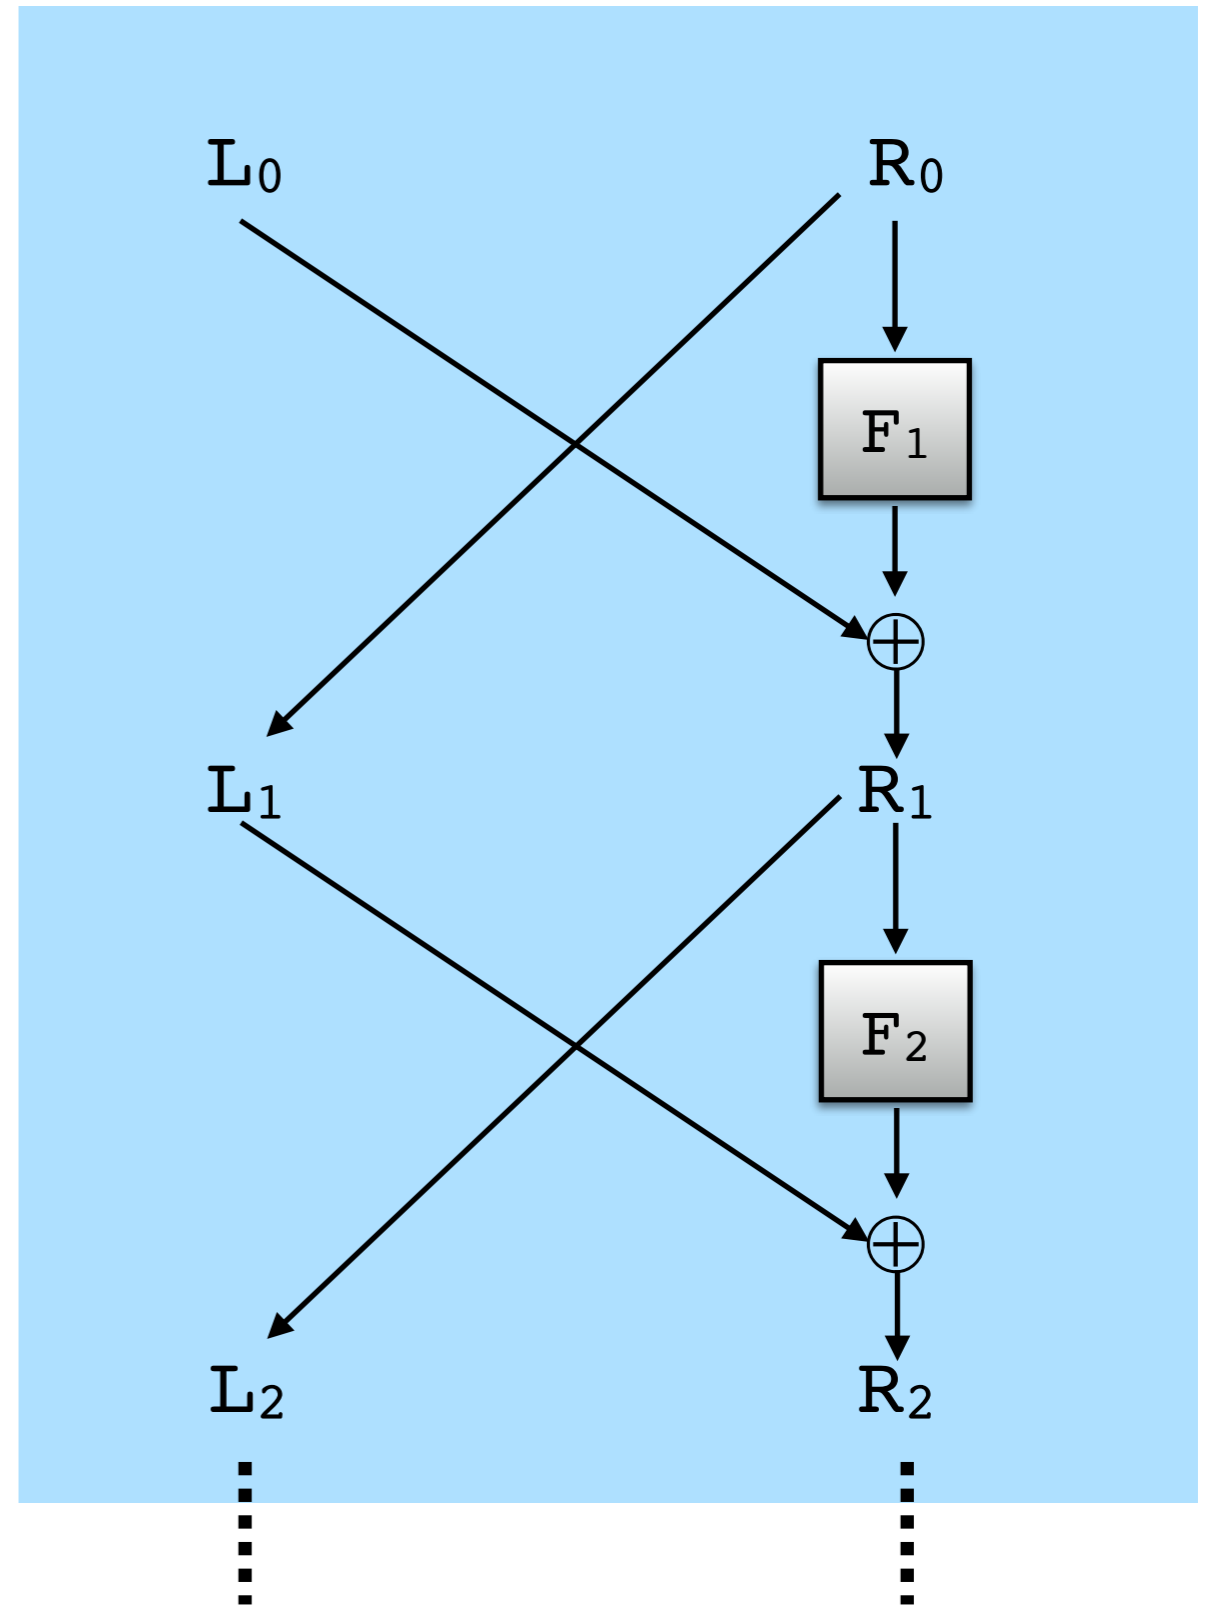 L₀ R₀
F₁
L₁ R₁
F₂
L₂ R₂